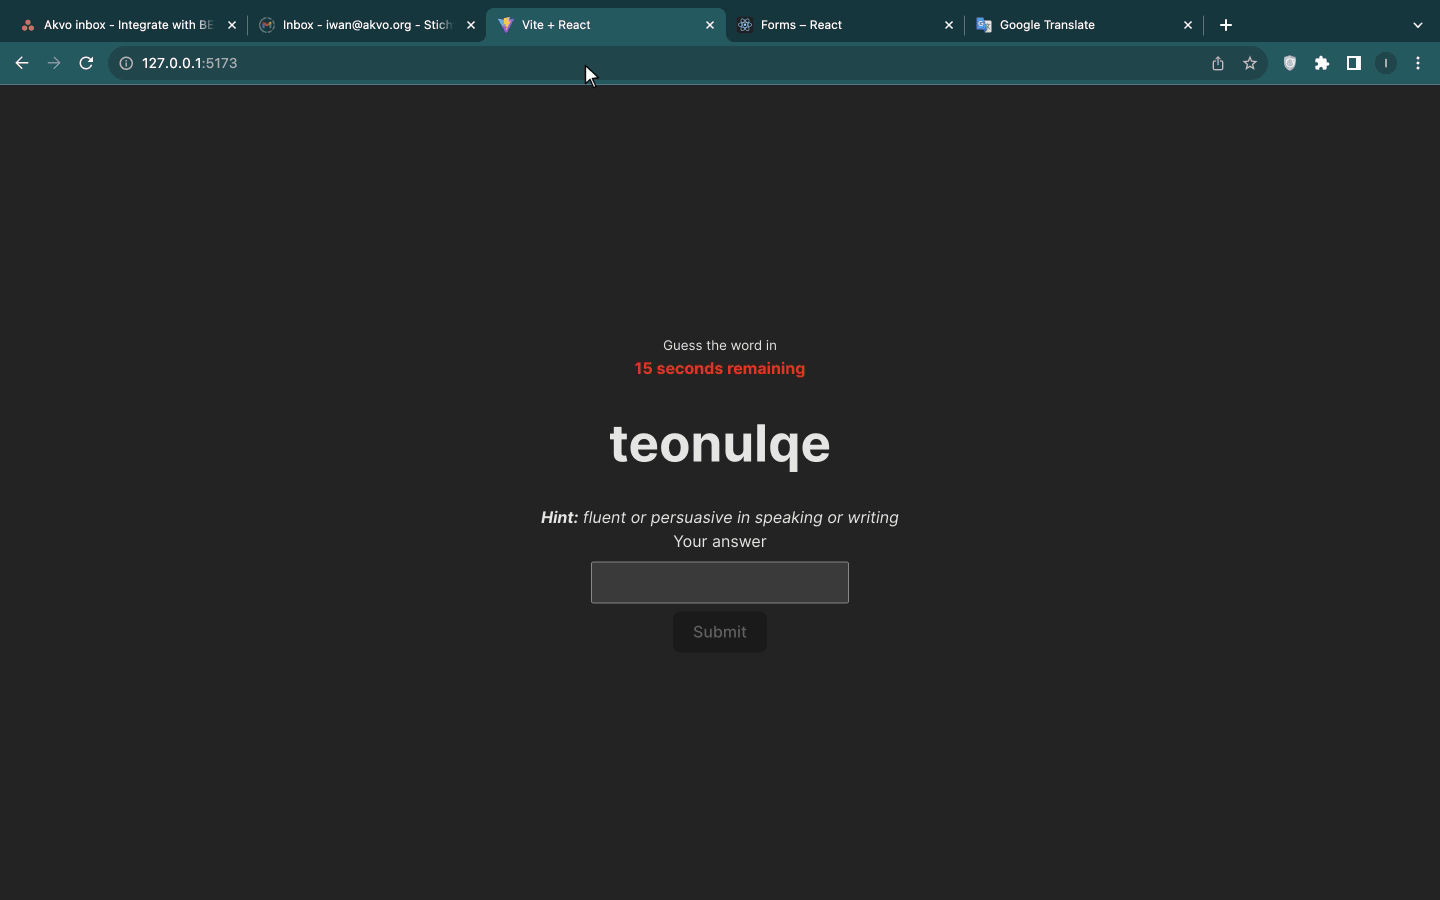 Akvo inbox - Integrate with BE
Inbox - iwan@akvo.org - Stich
Vite + React
Forms – React
Google Translate
127.0.0.1:5173
I
Guess the word in
15 seconds remaining
teonulqe
Hint: fluent or persuasive in speaking or writing
Your answer
Submit